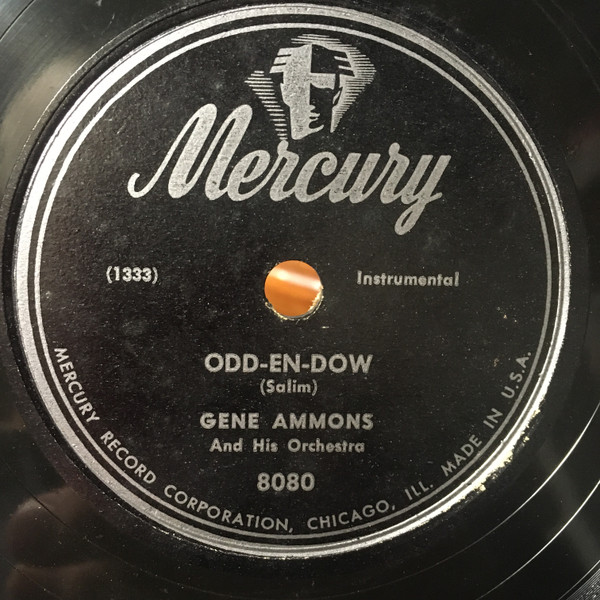 Mercury
(1333)
Instrumental
ODD-EN-DOW
(Salim)
GENE AMMONS
And His Orchestra
8080
MERCURY RECORD CORPORATION, CHICAGO, ILL. MADE IN U.S.A.